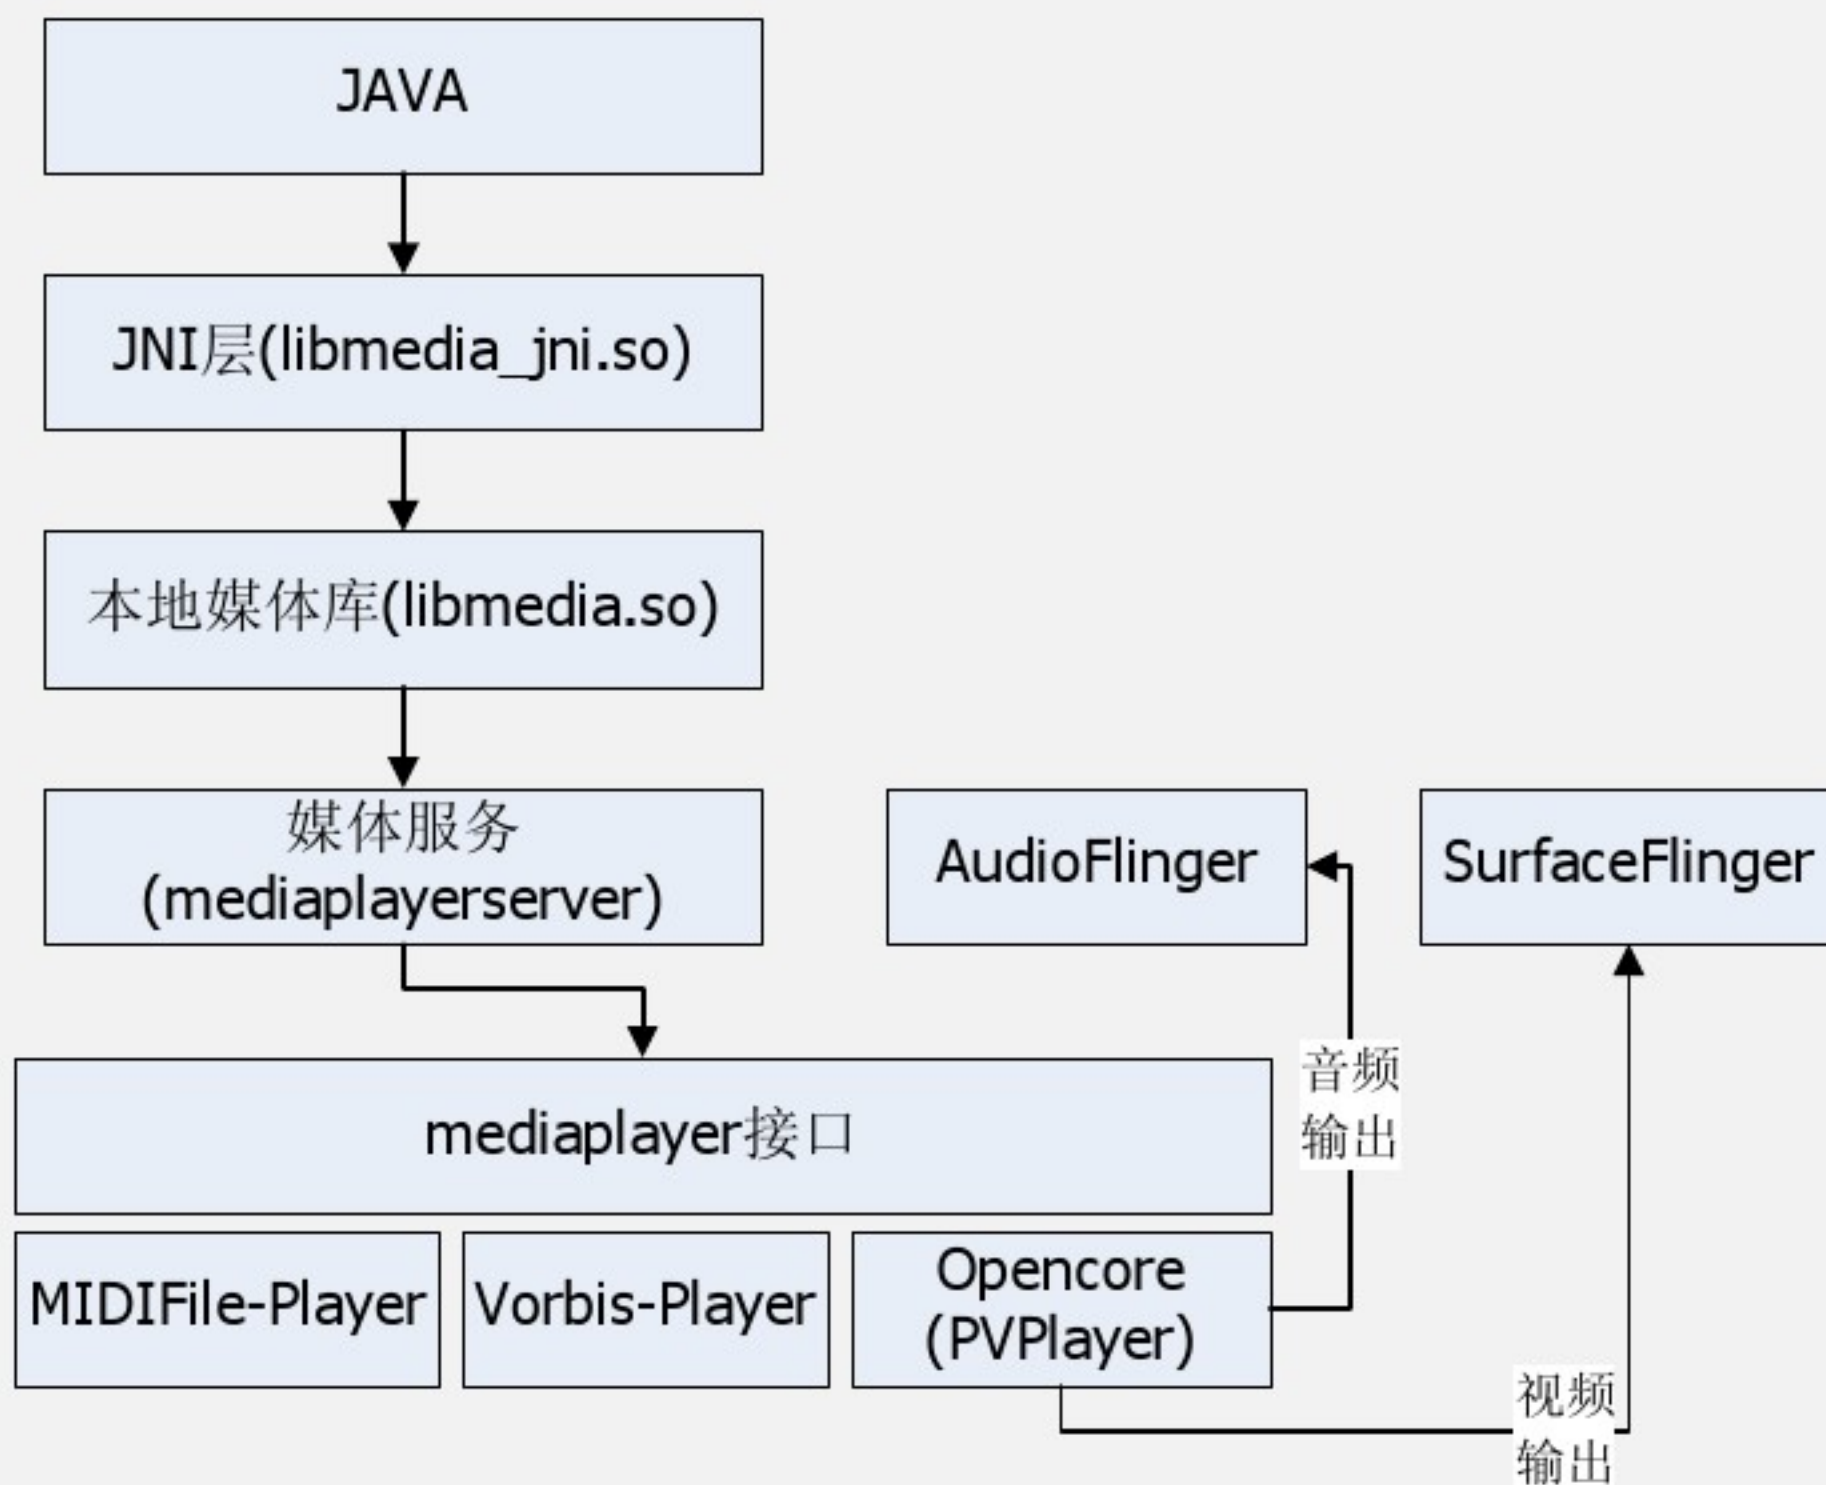 JAVA
JNI层(libmedia_jni.so)
本地媒体库(libmedia.so)
媒体服务
(mediaplayerserver)
AudioFlinger
SurfaceFlinger
mediaplayer接口
音频
输出
MIDIFile-Player
Vorbis-Player
Opencore
(PVPlayer)
视频
输出